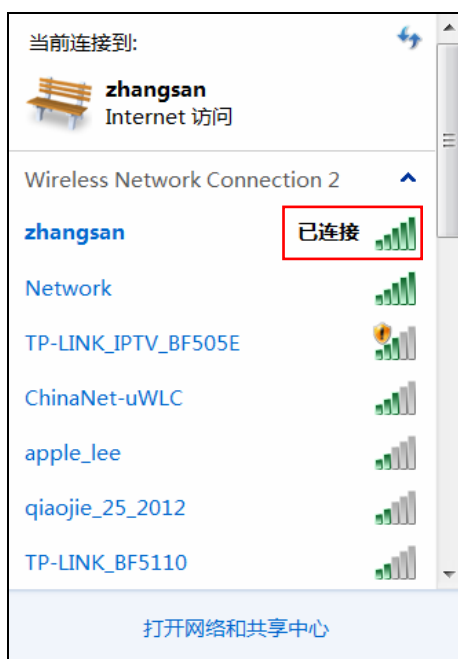 当前连接到:
zhangsan
Internet 访问
Wireless Network Connection 2
zhangsan 已连接
Network
TP-LINK_IPTV_BF505E
ChinaNet-uWLC
apple_lee
qiaojie_25_2012
TP-LINK_BF5110
打开网络和共享中心